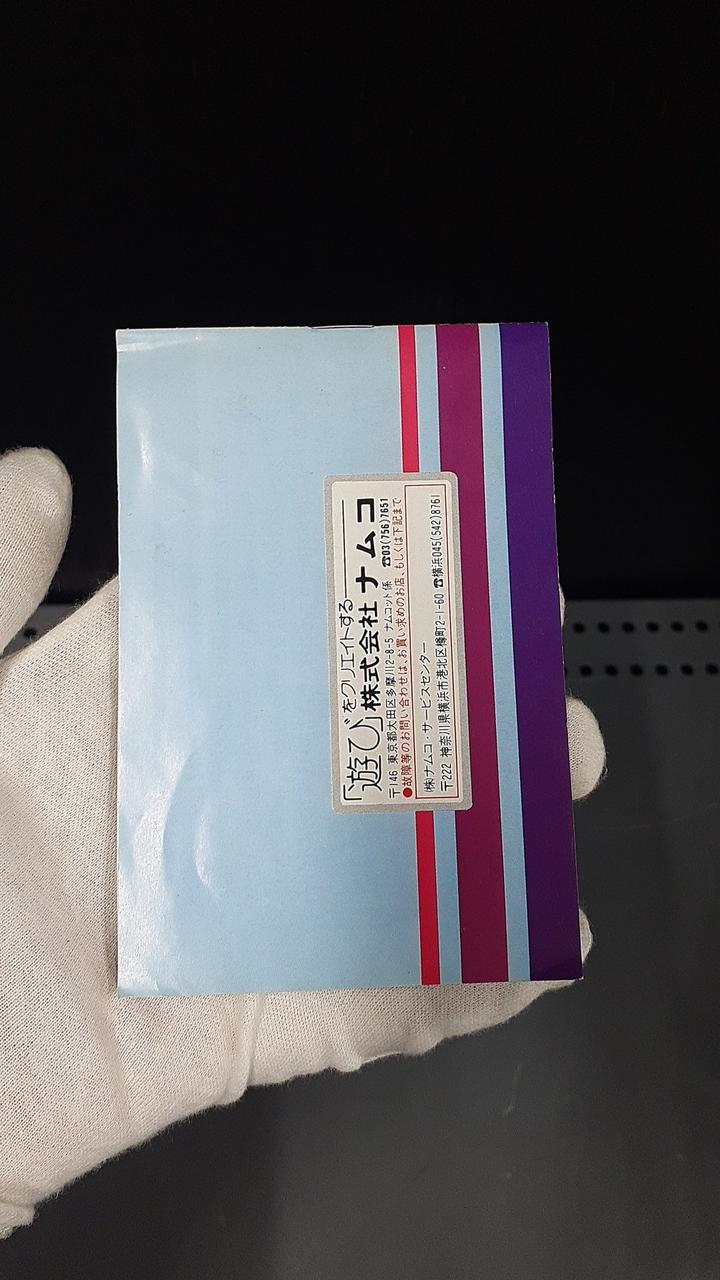 「遊び」をクリエイトする
株式会社 ナムコ
〒146 東京都大田区多摩川2-8-5 ナムコット係 ☎03(756)7651
●故障等のお問い合わせは、お買い求めのお店、もしくは下記まで
(株)ナムコ・サービスセンター
〒222 神奈川県横浜市港北区樽町2-1-60 ☎横浜045(542)8761